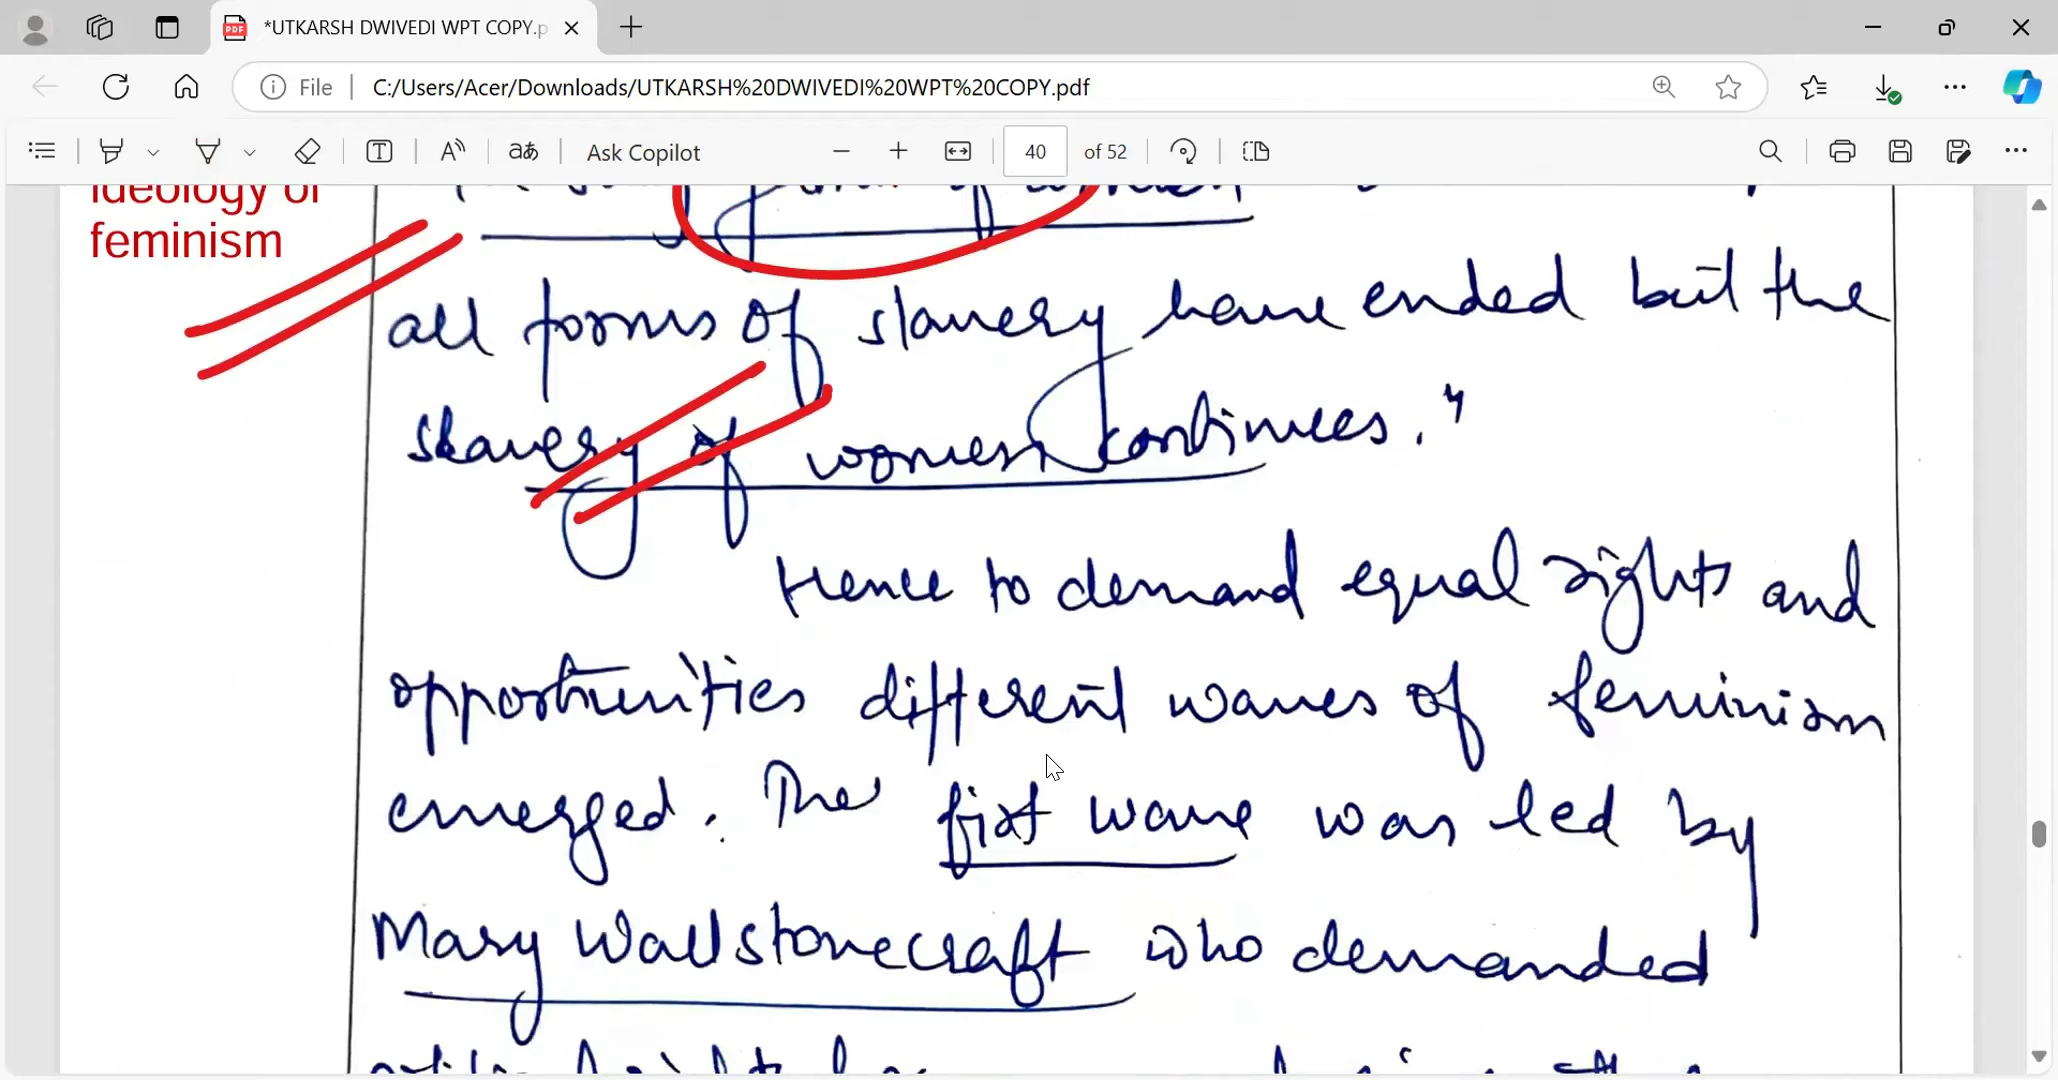 *UTKARSH DWIVEDI WPT COPY.p
File | C:/Users/Acer/Downloads/UTKARSH%20DWIVEDI%20WPT%20COPY.pdf
Ask Copilot 40 of 52
ideology of
feminism
all forms of slavery have ended but the
slavery of women continues."
Hence to demand equal rights and
opportunities different waves of feminism
emerged. The first wave was led by
Mary Wallstonecraft who demanded